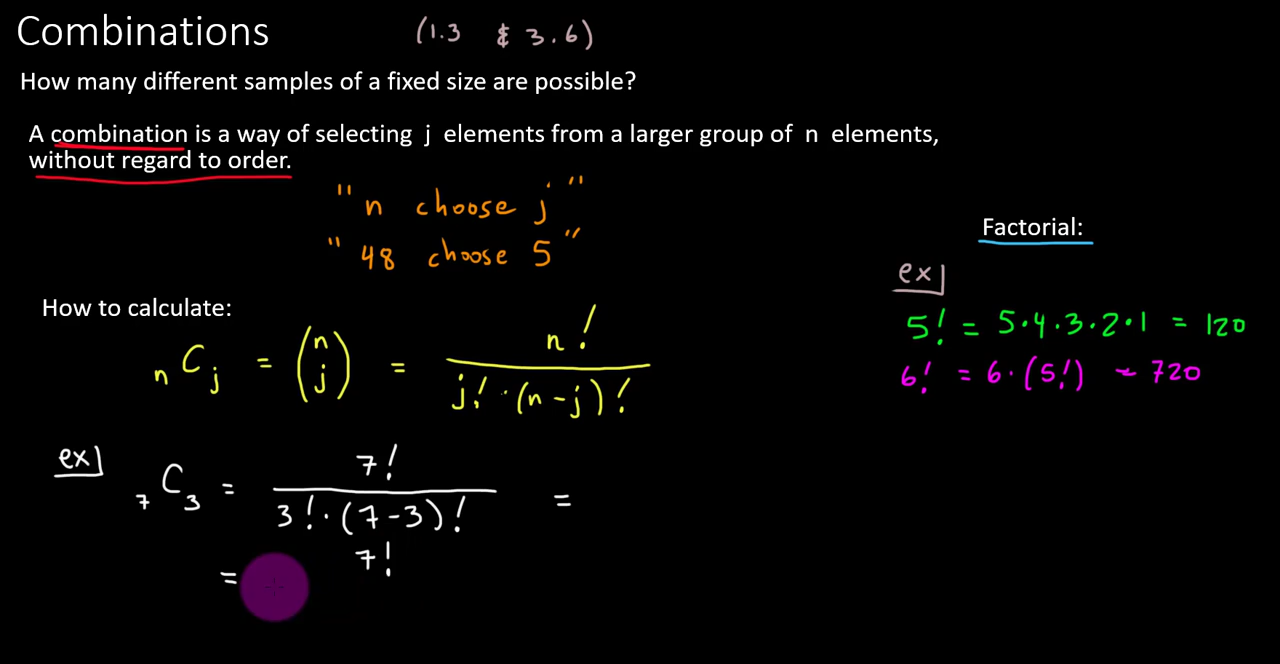 Combinations (1.3 & 3.6)
How many different samples of a fixed size are possible?
A combination is a way of selecting j elements from a larger group of n elements,
without regard to order.
"n choose j"
"48 choose 5"
Factorial:
ex]
5! = 5·4·3·2·1 = 120
6! = 6·(5!) = 720
How to calculate:
nCj = (n j) = n! / j!·(n-j)!
ex] 7C3 = 7! / 3!·(7-3)! =
= 7!